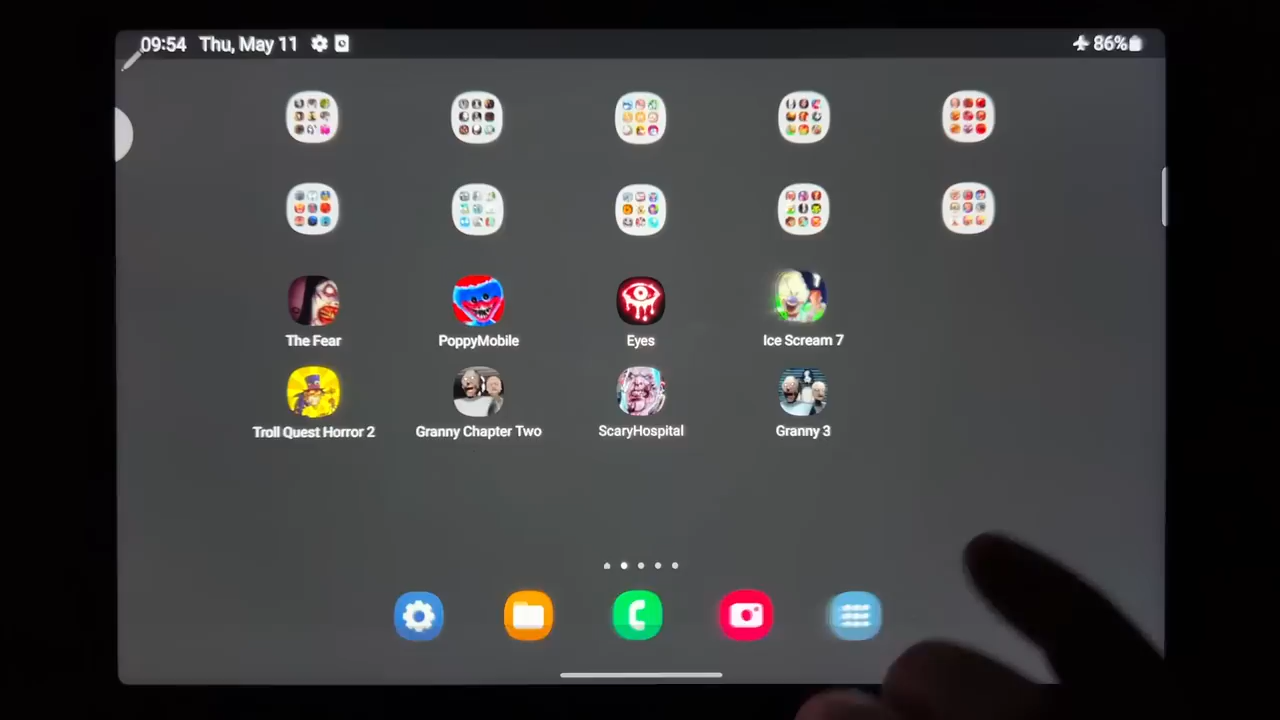 09:54 Thu, May 11 86%
The Fear PoppyMobile Eyes Ice Scream 7
Troll Quest Horror 2 Granny Chapter Two ScaryHospital Granny 3